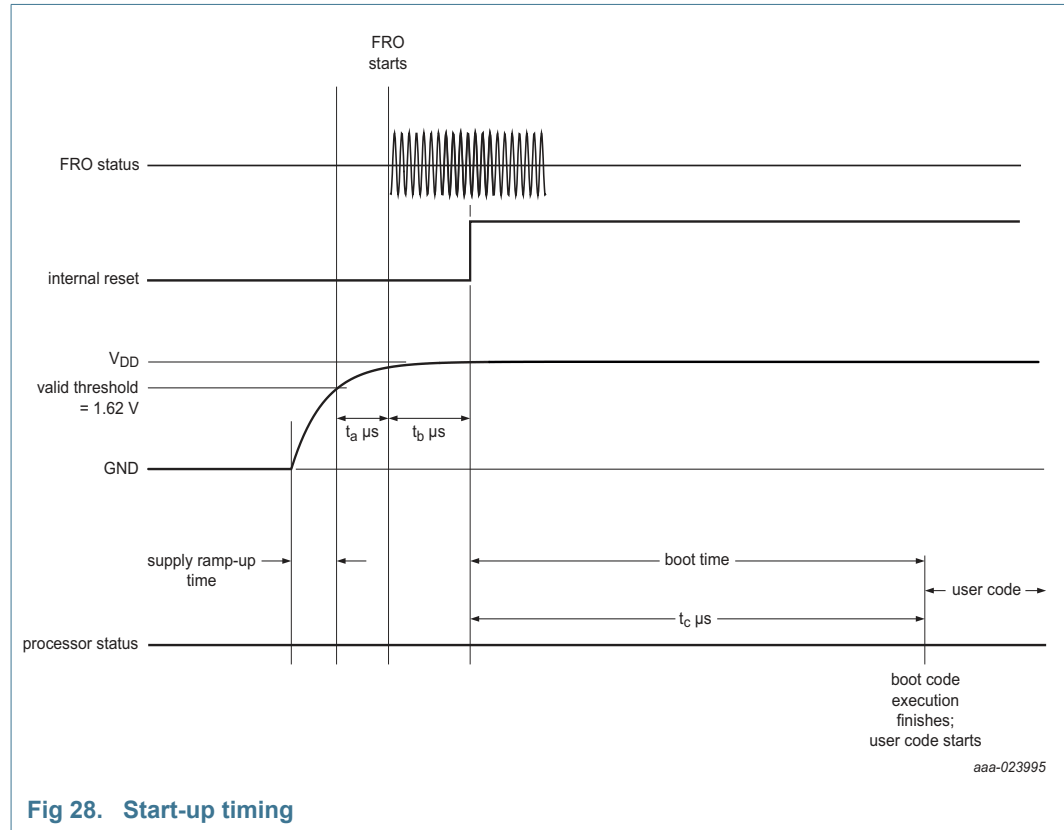 FRO
starts
FRO status
internal reset
VDD
valid threshold
= 1.62 V
ta μs
tb μs
GND
supply ramp-up
time
boot time
user code
tc μs
processor status
boot code
execution
finishes;
user code starts
aaa-023995
Fig 28. Start-up timing